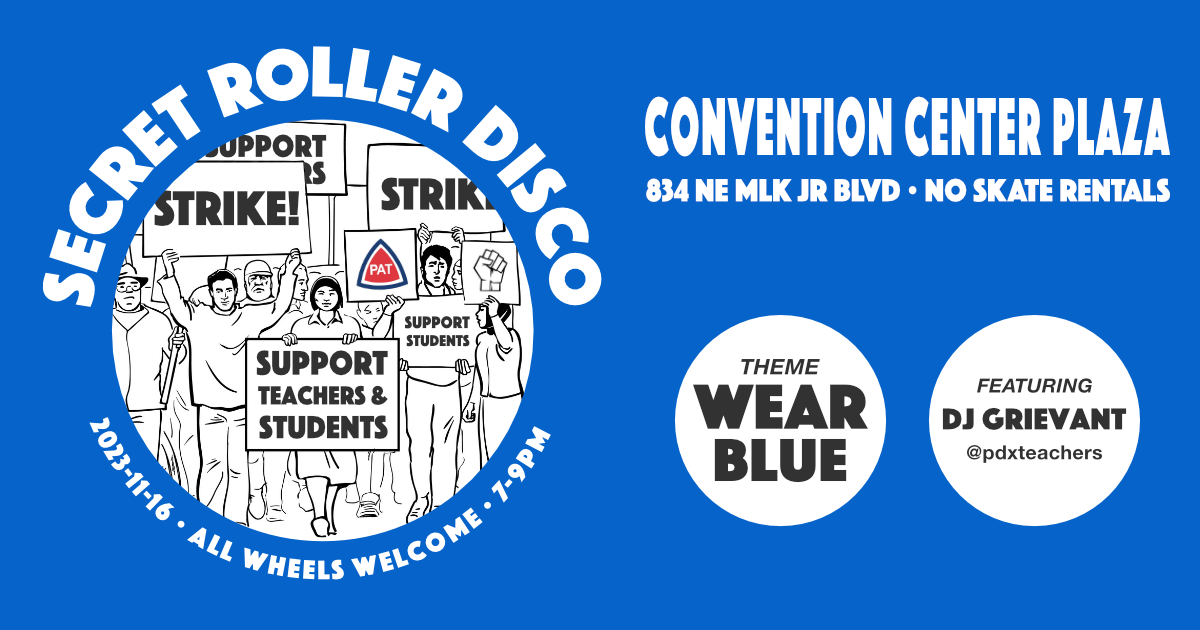 SECRET ROLLER DISCO
SUPPORT
STRIKE!
STRIK
PAT
SUPPORT
STUDENTS
SUPPORT
TEACHERS &
STUDENTS
2023-11-16 • ALL WHEELS WELCOME • 7-9PM
CONVENTION CENTER PLAZA
834 NE MLK JR BLVD • NO SKATE RENTALS
THEME
WEAR
BLUE
FEATURING
DJ GRIEVANT
@pdxteachers